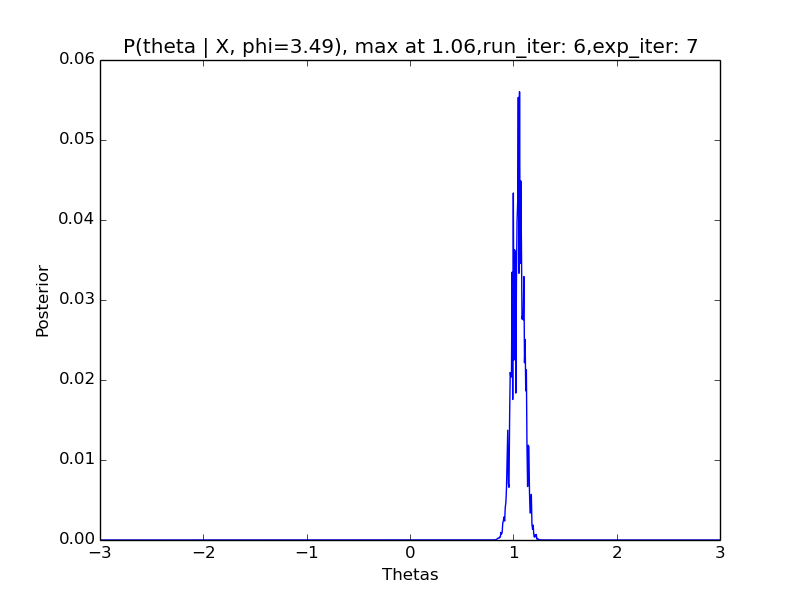 P(theta | X, phi=3.49), max at 1.06,run_iter: 6,exp_iter: 7
0.06
0.05
0.04
0.03
0.02
0.01
0.00
Posterior
−3 −2 −1 0 1 2 3
Thetas